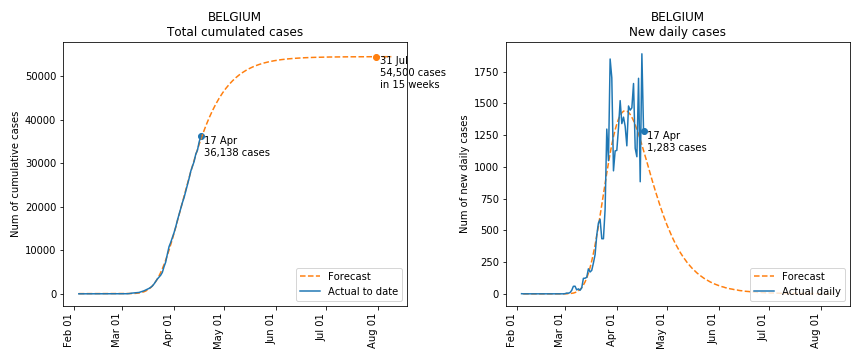 BELGIUM
Total cumulated cases
Num of cumulative cases
50000
40000
30000
20000
10000
0
31 Jul
54,500 cases
in 15 weeks
17 Apr
36,138 cases
Forecast
Actual to date
Feb 01
Mar 01
Apr 01
May 01
Jun 01
Jul 01
Aug 01
BELGIUM
New daily cases
Num of new daily cases
1750
1500
1250
1000
750
500
250
0
17 Apr
1,283 cases
Forecast
Actual daily
Feb 01
Mar 01
Apr 01
May 01
Jun 01
Jul 01
Aug 01